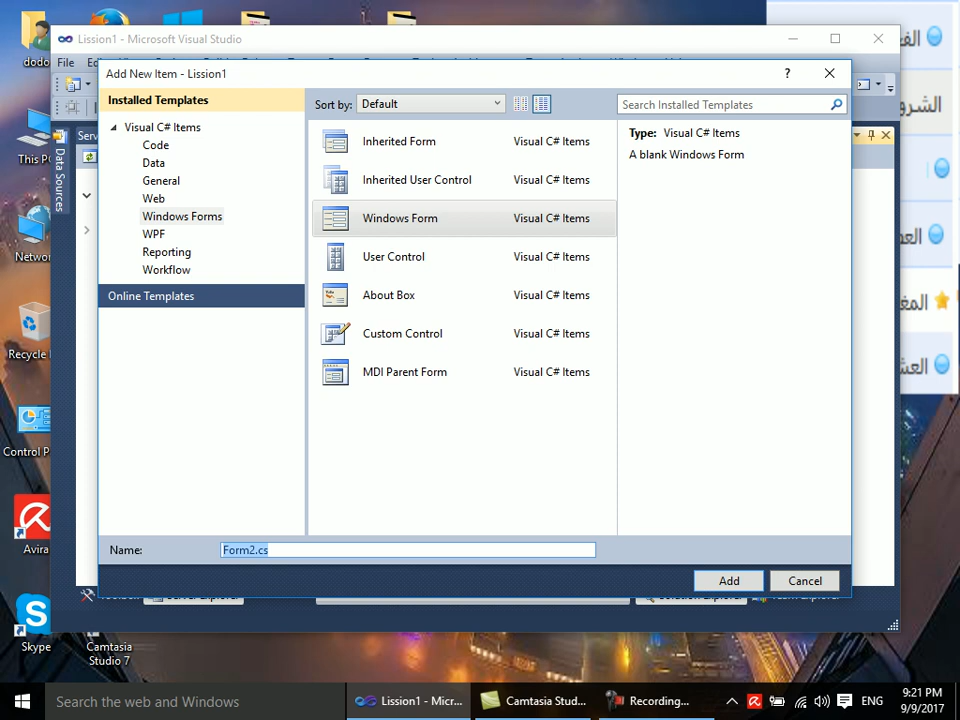 dodo
Lission1 - Microsoft Visual Studio
File
Add New Item - Lission1
Installed Templates
Visual C# Items
Code
Data
General
Web
Windows Forms
WPF
Reporting
Workflow
Online Templates
Sort by:
Default
Search Installed Templates
Inherited Form Visual C# Items
Inherited User Control Visual C# Items
Windows Form Visual C# Items
User Control Visual C# Items
About Box Visual C# Items
Custom Control Visual C# Items
MDI Parent Form Visual C# Items
Type: Visual C# Items
A blank Windows Form
Name:
Form2.cs
Add
Cancel
Data Sources
This PC
Recycle
Avira
Skype
Camtasia
Studio 7
Search the web and Windows
Lission1 - Micr...
Camtasia Stud...
Recording...
ENG
9:21 PM
9/9/2017